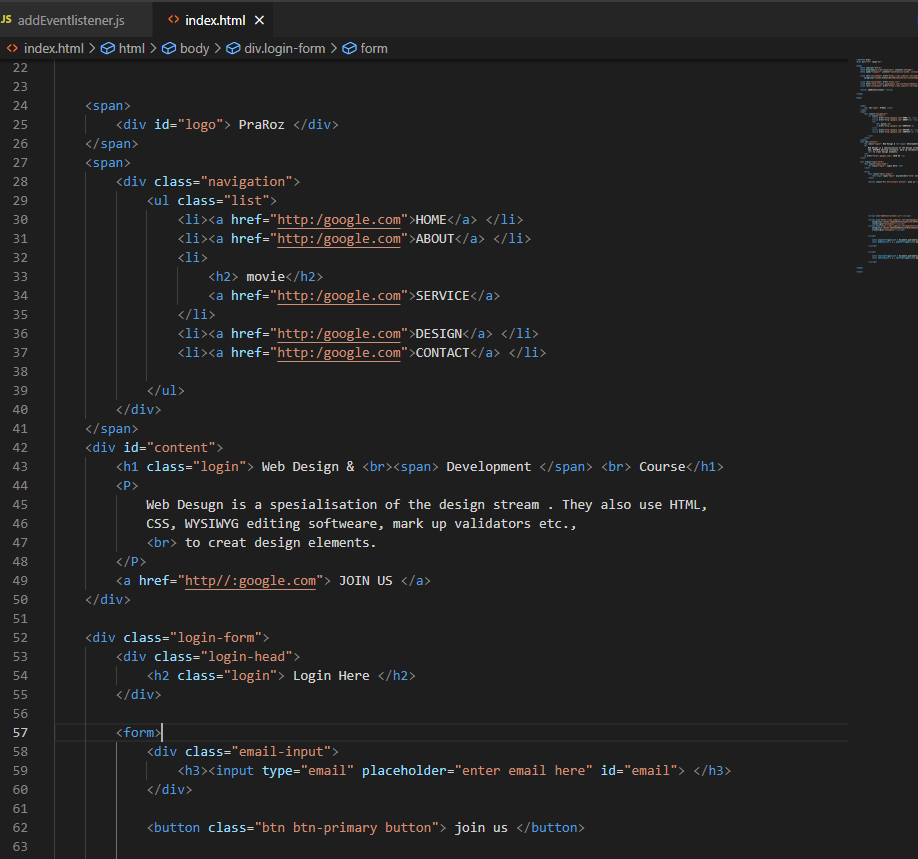 JS addEventlistener.js <> index.html ×
<> index.html > html > body > div.login-form > form
22
23
24 <span>
25 <div id="logo"> PraRoz </div>
26 </span>
27 <span>
28 <div class="navigation">
29 <ul class="list">
30 <li><a href="http:/google.com">HOME</a> </li>
31 <li><a href="http:/google.com">ABOUT</a> </li>
32 <li>
33 <h2> movie</h2>
34 <a href="http:/google.com">SERVICE</a>
35 </li>
36 <li><a href="http:/google.com">DESIGN</a> </li>
37 <li><a href="http:/google.com">CONTACT</a> </li>
38
39 </ul>
40 </div>
41 </span>
42 <div id="content">
43 <h1 class="login"> Web Design & <br><span> Development </span> <br> Course</h1>
44 <P>
45 Web Desugn is a spesialisation of the design stream . They also use HTML,
46 CSS, WYSIWYG editing softweare, mark up validators etc.,
47 <br> to creat design elements.
48 </P>
49 <a href="http//:google.com"> JOIN US </a>
50 </div>
51
52 <div class="login-form">
53 <div class="login-head">
54 <h2 class="login"> Login Here </h2>
55 </div>
56
57 <form>
58 <div class="email-input">
59 <h3><input type="email" placeholder="enter email here" id="email"> </h3>
60 </div>
61
62 <button class="btn btn-primary button"> join us </button>
63